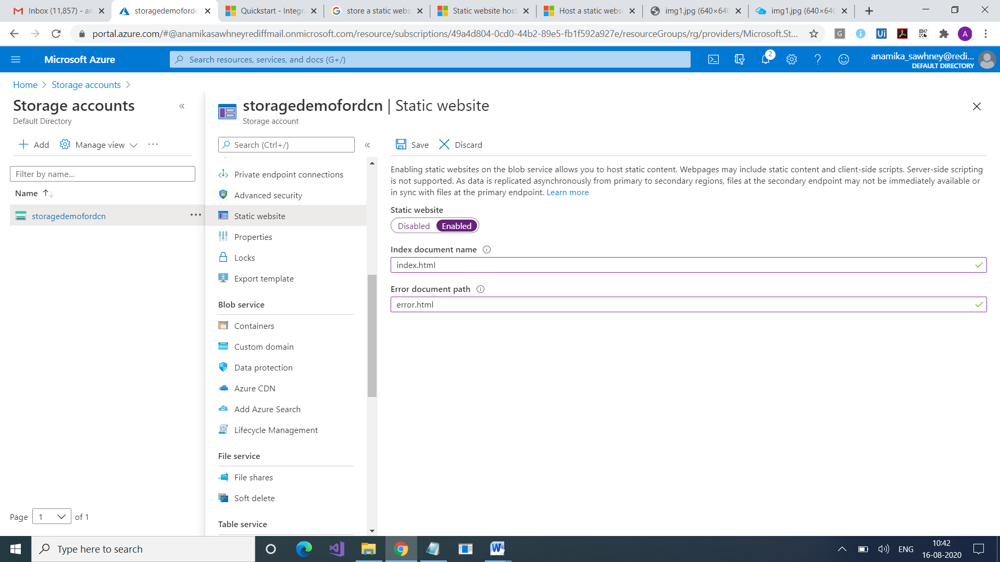 Inbox (11,857) - an
storagedemofordc
Quickstart - Integra
store a static webs
Static website host
Host a static websi
img1.jpg (640×640
img1.jpg (640×640
portal.azure.com/#@anamikasawhneyrediffmail.onmicrosoft.com/resource/subscriptions/49a4d804-0cd0-44b2-89e5-fb1f592a927e/resourceGroups/rg/providers/Microsoft.St...
G
Ui
A
Microsoft Azure
Search resources, services, and docs (G+/)
2
anamika_sawhney@redi...
DEFAULT DIRECTORY
Home
Storage accounts
Storage accounts
Default Directory
Add
Manage view
Filter by name...
Name
storagedemofordcn
Page 1 of 1
storagedemofordcn | Static website
Storage account
Search (Ctrl+/)
Private endpoint connections
Advanced security
Static website
Properties
Locks
Export template
Blob service
Containers
Custom domain
Data protection
Azure CDN
Add Azure Search
Lifecycle Management
File service
File shares
Soft delete
Table service
Save
Discard
Enabling static websites on the blob service allows you to host static content. Webpages may include static content and client-side scripts. Server-side scripting
is not supported. As data is replicated asynchronously from primary to secondary regions, files at the secondary endpoint may not be immediately available or
in sync with files at the primary endpoint. Learn more
Static website
Disabled Enabled
Index document name
index.html
Error document path
error.html
Type here to search
ENG
10:42
16-08-2020